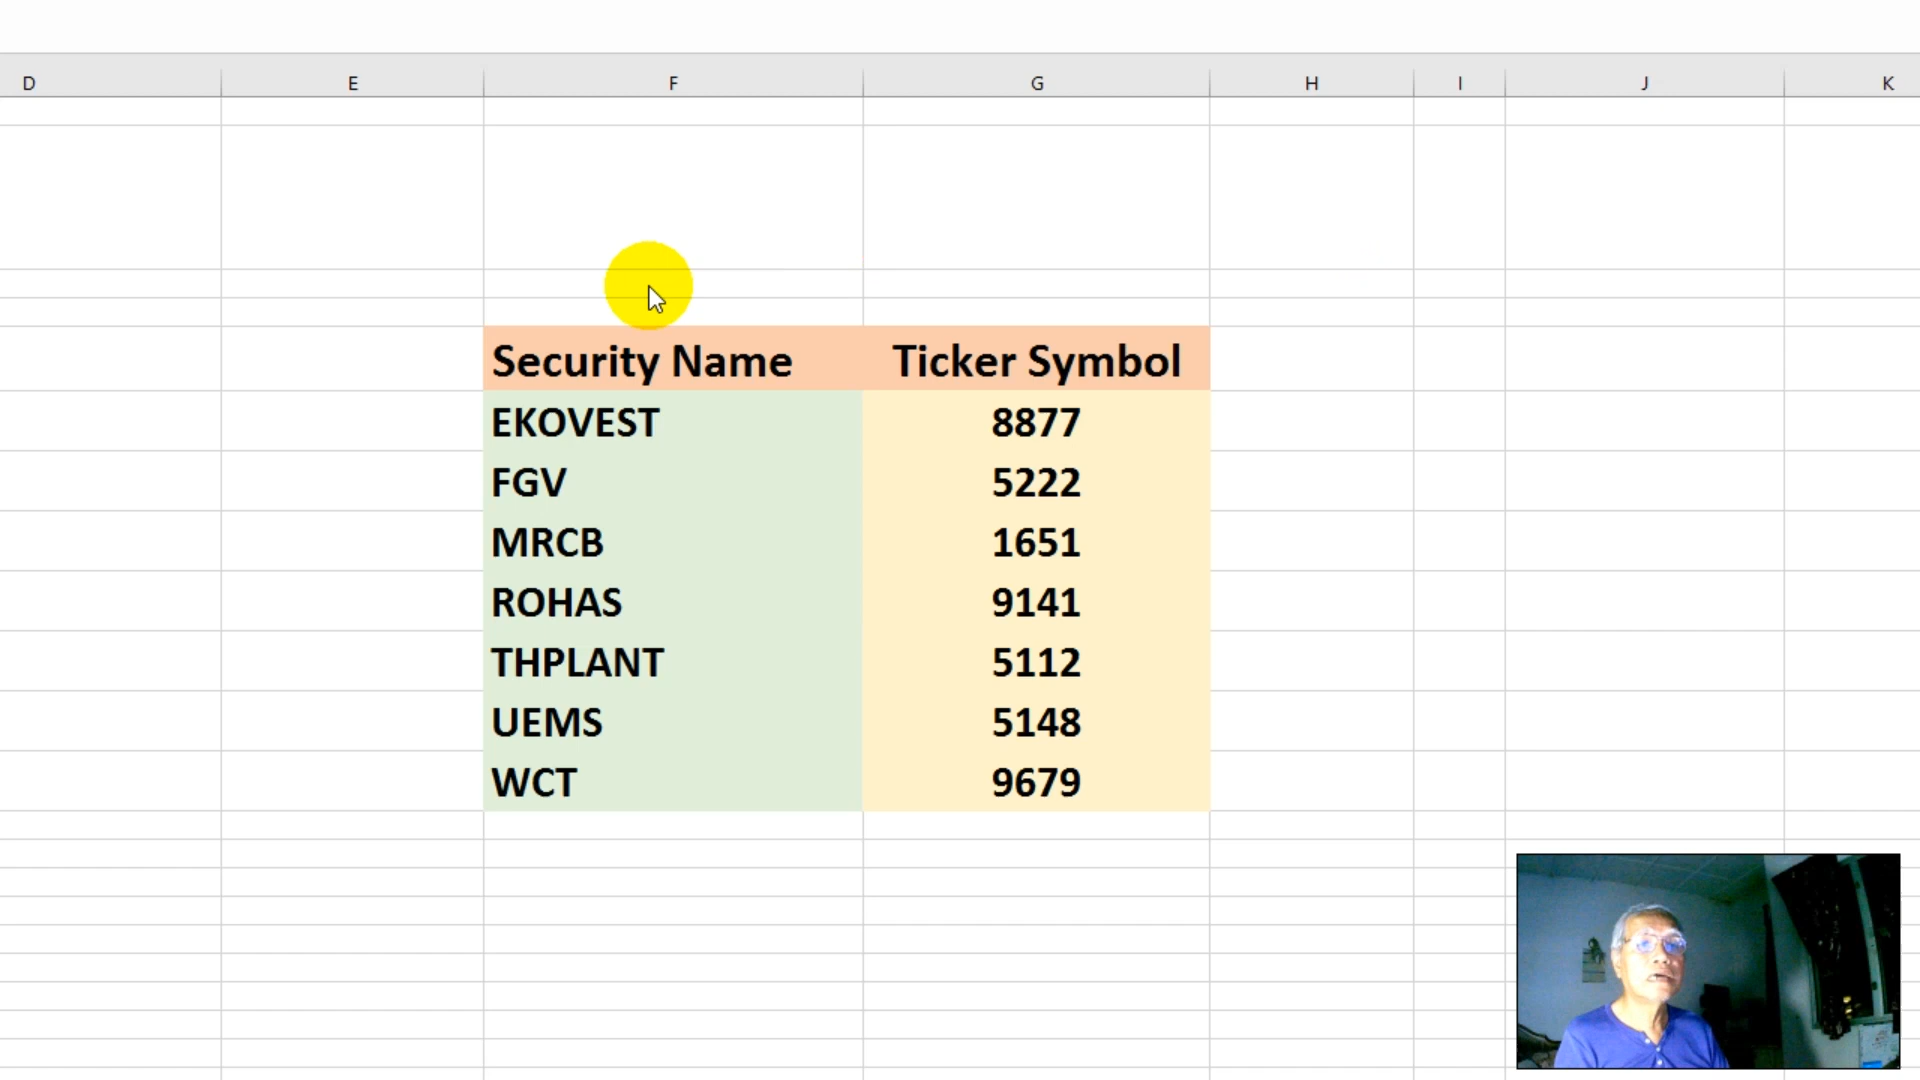 D E F G H I J K
Security Name Ticker Symbol
EKOVEST 8877
FGV 5222
MRCB 1651
ROHAS 9141
THPLANT 5112
UEMS 5148
WCT 9679